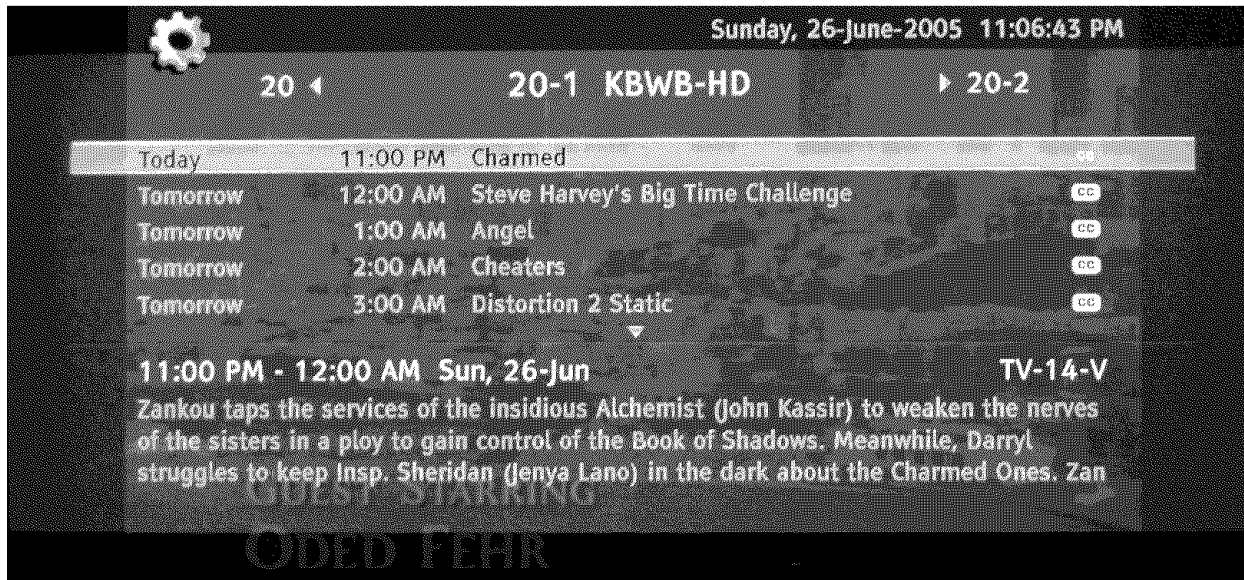 Sunday, 26-June-2005 11:06:43 PM
20 ◀ 20-1 KBWB-HD ▶ 20-2
Today 11:00 PM Charmed cc
Tomorrow 12:00 AM Steve Harvey's Big Time Challenge CC
Tomorrow 1:00 AM Angel CC
Tomorrow 2:00 AM Cheaters CC
Tomorrow 3:00 AM Distortion 2 Static CC
11:00 PM - 12:00 AM Sun, 26-Jun TV-14-V
Zankou taps the services of the insidious Alchemist (John Kassir) to weaken the nerves
of the sisters in a ploy to gain control of the Book of Shadows. Meanwhile, Darryl
struggles to keep Insp. Sheridan (Jenya Lano) in the dark about the Charmed Ones. Zan
GUEST STARRING
ODED FEHR